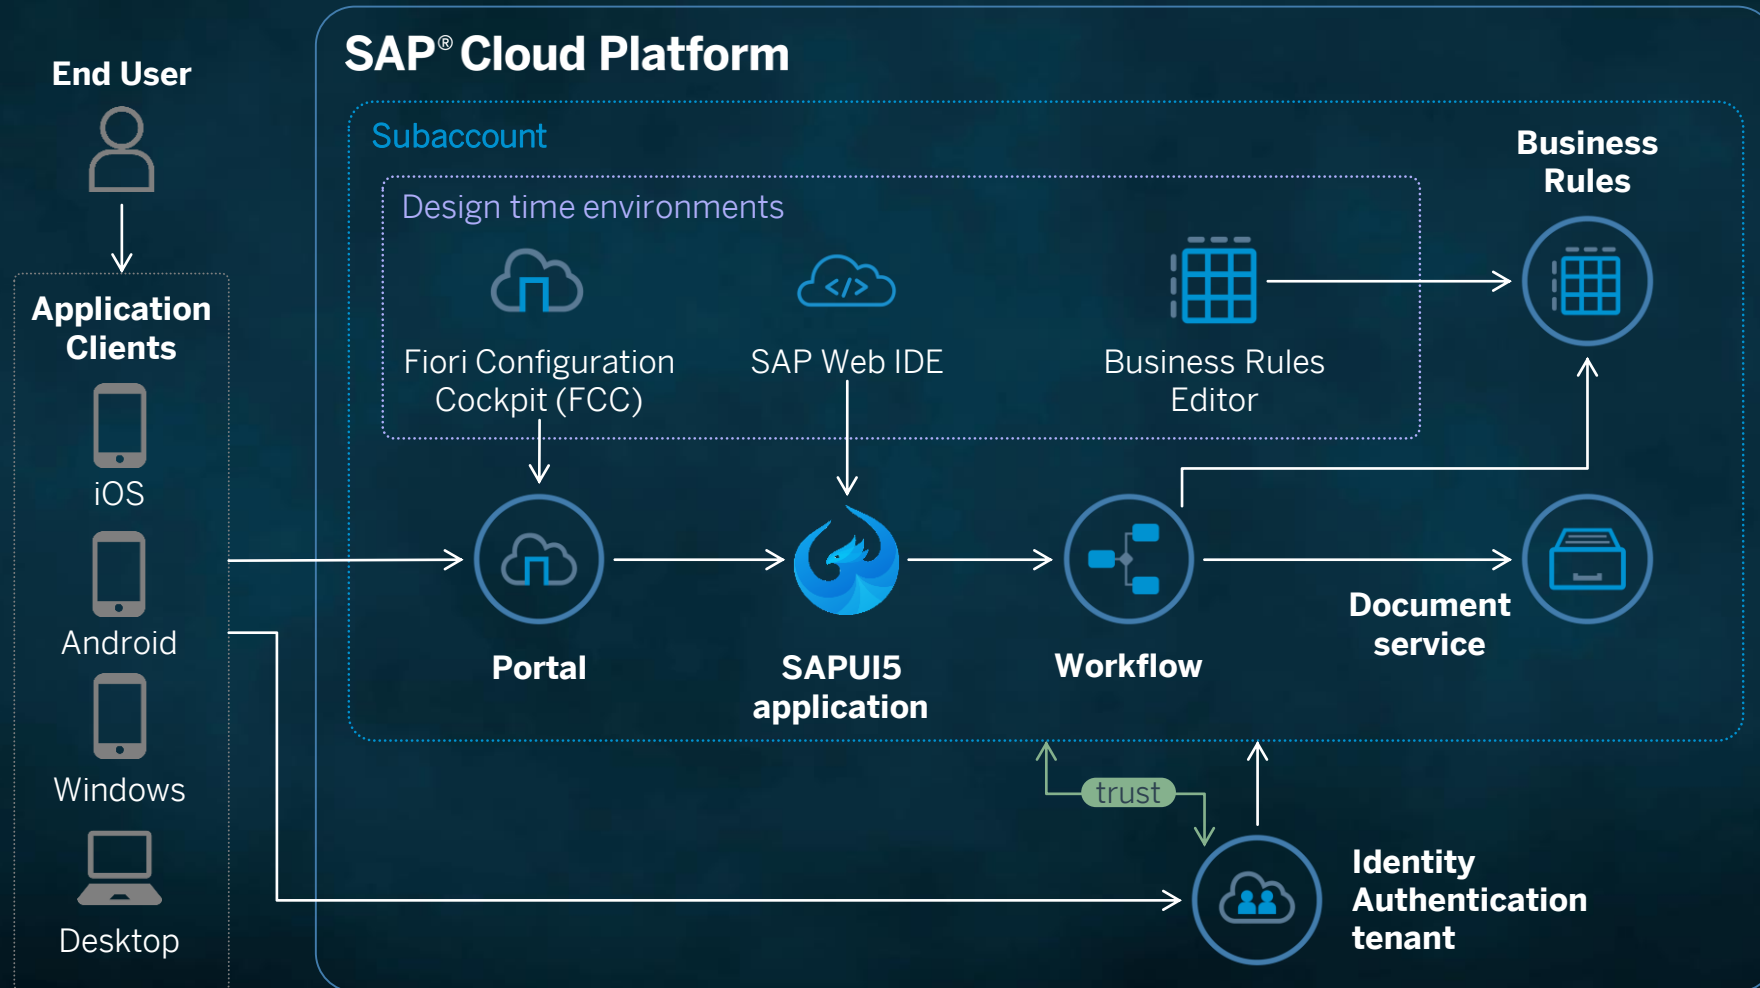 SAP® Cloud Platform
End User
Subaccount
Business
Rules
Design time environments
Application
Clients
</>
Fiori Configuration
Cockpit (FCC)
SAP Web IDE
Business Rules
Editor
iOS
Android
Document
service
Portal
SAPUI5
application
Workflow
Windows
trust
Identity
Authentication
tenant
Desktop